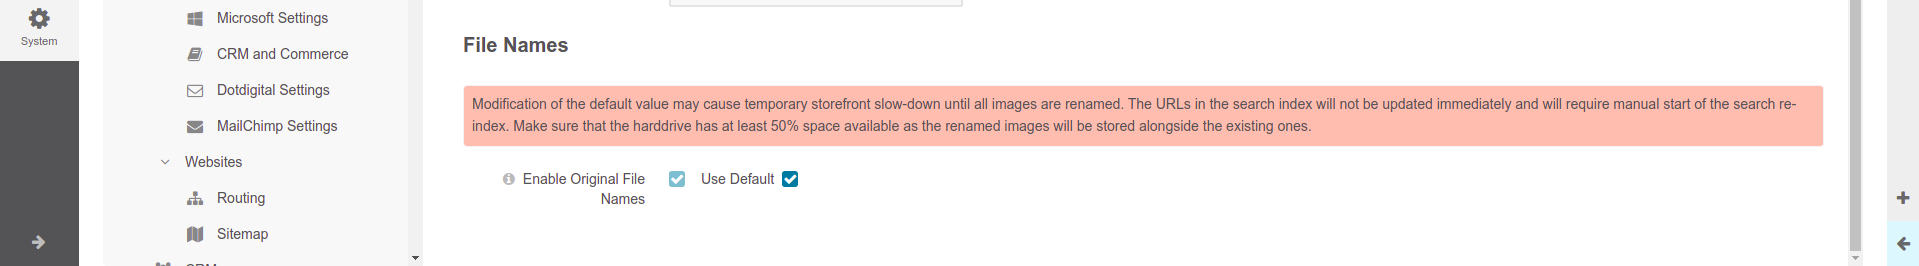 System
Microsoft Settings
CRM and Commerce
Dotdigital Settings
MailChimp Settings
Websites
Routing
Sitemap
File Names
Modification of the default value may cause temporary storefront slow-down until all images are renamed. The URLs in the search index will not be updated immediately and will require manual start of the search re-
index. Make sure that the harddrive has at least 50% space available as the renamed images will be stored alongside the existing ones.
Enable Original File
Names
Use Default